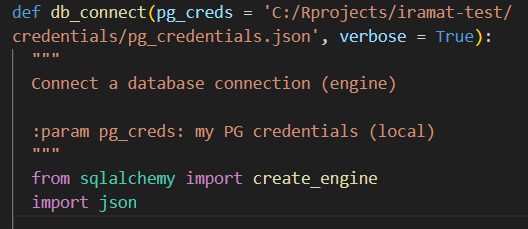 def db_connect(pg_creds = 'C:/Rprojects/iramat-test/
credentials/pg_credentials.json', verbose = True):
"""
Connect a database connection (engine)
:param pg_creds: my PG credentials (local)
"""
from sqlalchemy import create_engine
import json